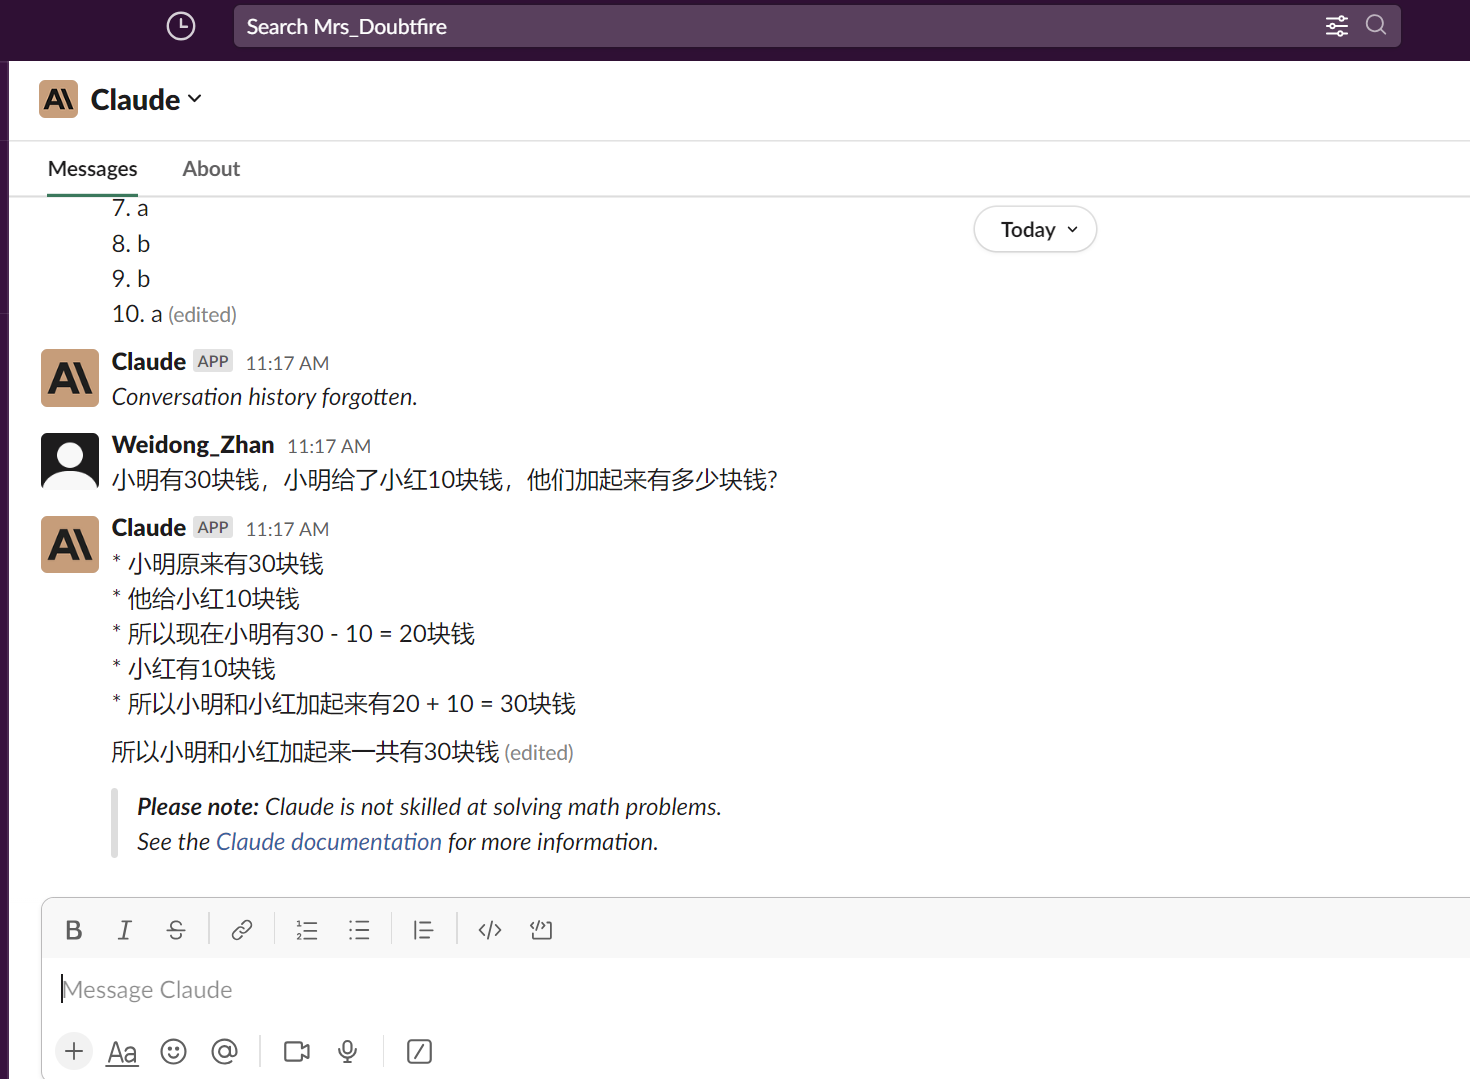 Search Mrs_Doubtfire
Claude
Messages About
7. a
Today
8. b
9. b
10. a (edited)
Claude APP 11:17 AM
Conversation history forgotten.
Weidong_Zhan 11:17 AM
小明有30块钱，小明给了小红10块钱，他们加起来有多少块钱？
Claude APP 11:17 AM
* 小明原来有30块钱
* 他给小红10块钱
* 所以现在小明有30 - 10 = 20块钱
* 小红有10块钱
* 所以小明和小红加起来有20 + 10 = 30块钱
所以小明和小红加起来一共有30块钱 (edited)
Please note: Claude is not skilled at solving math problems.
See the Claude documentation for more information.
Message Claude